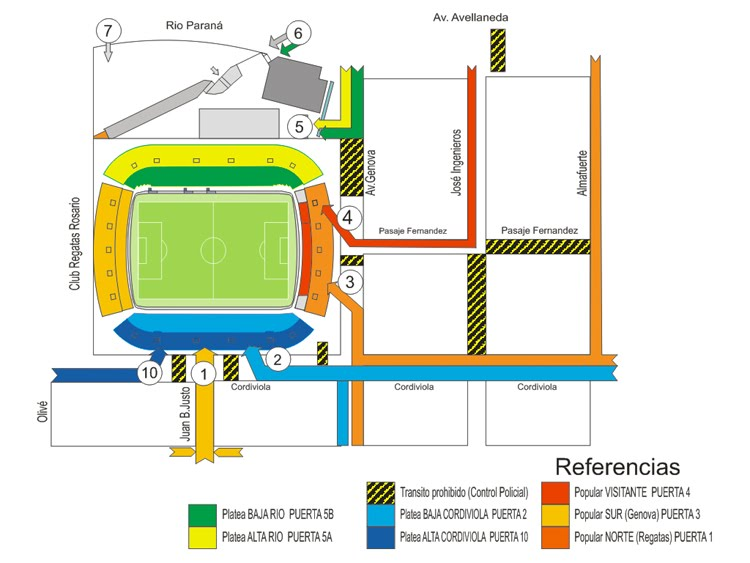 Av. Avellaneda
Rio Paraná
7
6
5
Av.Genova
José Ingenieros
Almafuerte
Club Regatas Rosario
4
Pasaje Fernandez
Pasaje Fernandez
3
10
1
2
Cordiviola
Cordiviola
Cordiviola
Olivé
Juan B.Justo
Referencias
Transito prohibido (Control Policial)
Popular VISITANTE PUERTA 4
Platea BAJA RIO PUERTA 5B
Platea BAJA CORDIVIOLA PUERTA 2
Popular SUR (Genova) PUERTA 3
Platea ALTA RIO PUERTA 5A
Platea ALTA CORDIVIOLA PUERTA 10
Popular NORTE (Regatas) PUERTA 1